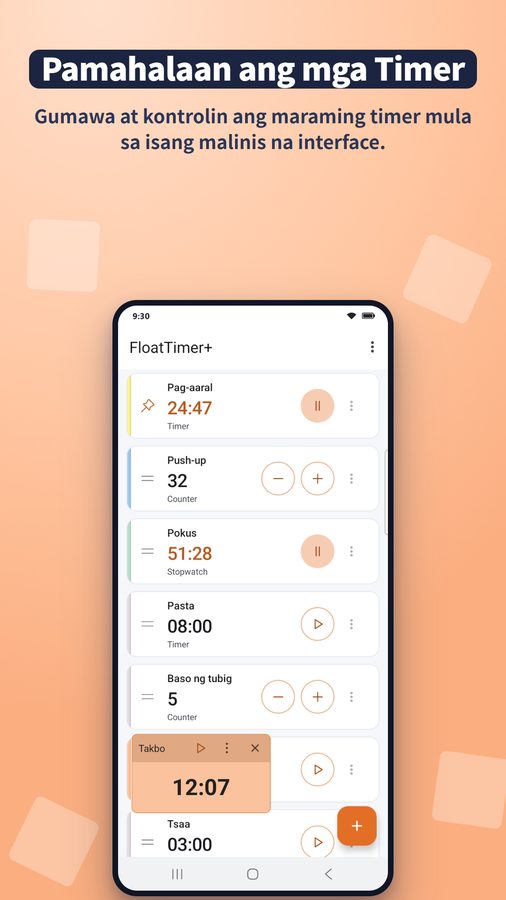 Pamahalaan ang mga Timer
Gumawa at kontrolin ang maraming timer mula
sa isang malinis na interface.
9:30
FloatTimer+
Pag-aaral
24:47
Timer
Push-up
32
Counter
Pokus
51:28
Stopwatch
Pasta
08:00
Timer
Baso ng tubig
5
Counter
Takbo
12:07
Tsaa
03:00